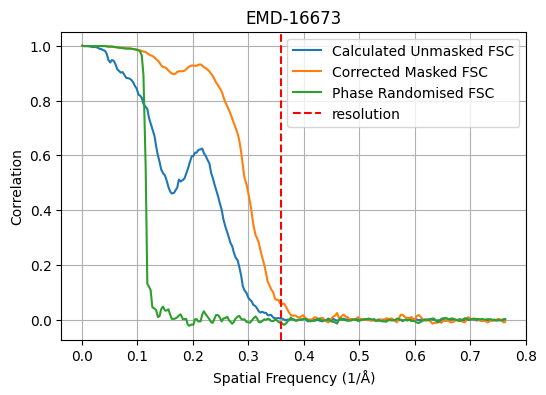 EMD-16673
Calculated Unmasked FSC
Corrected Masked FSC
Phase Randomised FSC
resolution
Correlation
1.0
0.8
0.6
0.4
0.2
0.0
0.0 0.1 0.2 0.3 0.4 0.5 0.6 0.7 0.8
Spatial Frequency (1/Å)